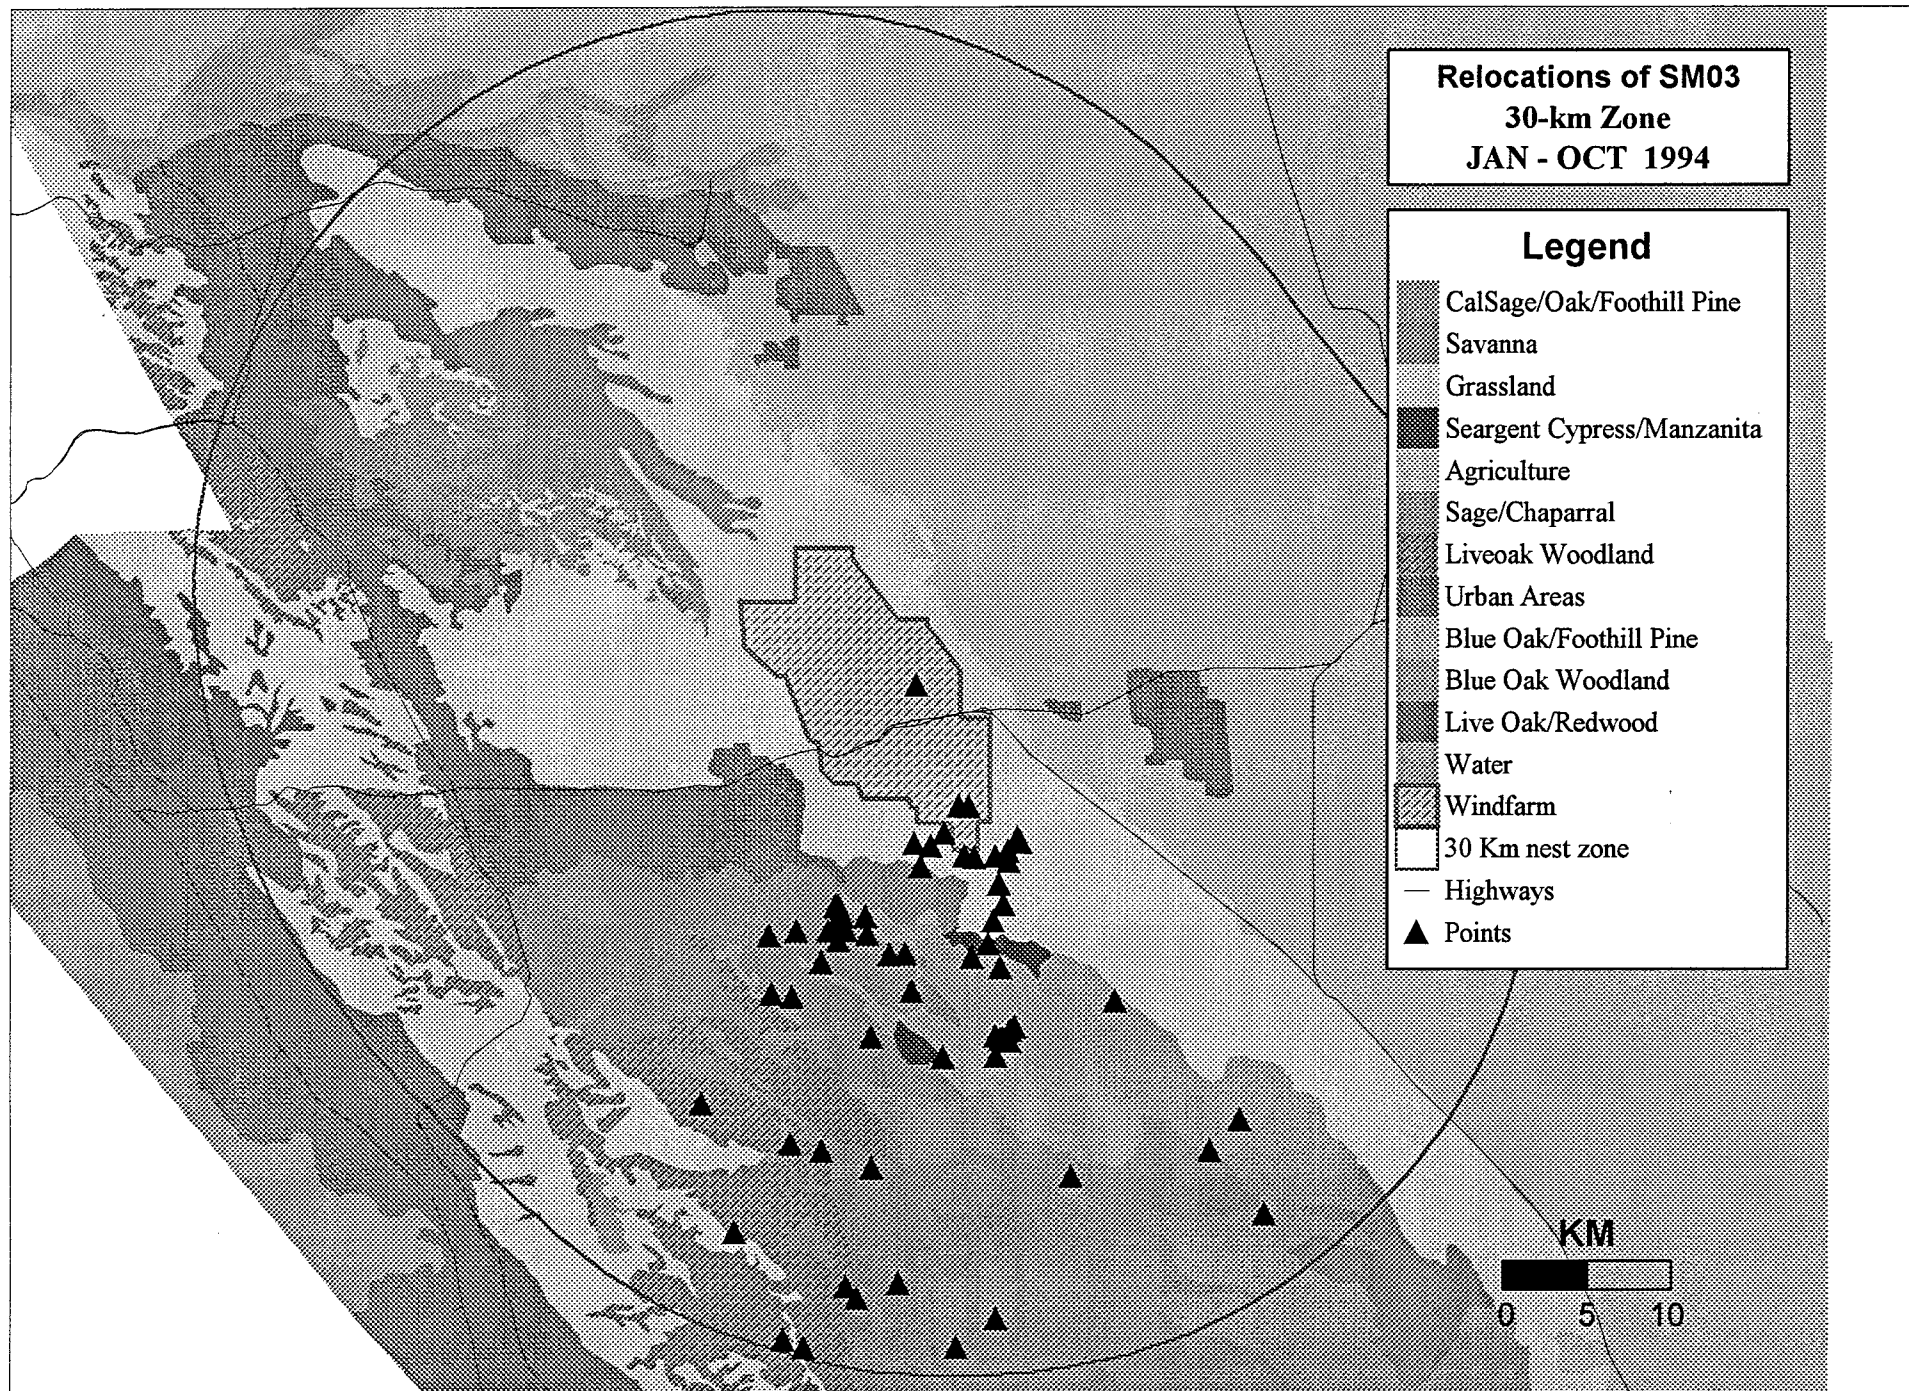 Relocations of SM03
30-km Zone
JAN - OCT 1994
Legend
CalSage/Oak/Foothill Pine
Savanna
Grassland
Seargent Cypress/Manzanita
Agriculture
Sage/Chaparral
Liveoak Woodland
Urban Areas
Blue Oak/Foothill Pine
Blue Oak Woodland
Live Oak/Redwood
Water
Windfarm
30 Km nest zone
Highways
Points
KM
0 5 10